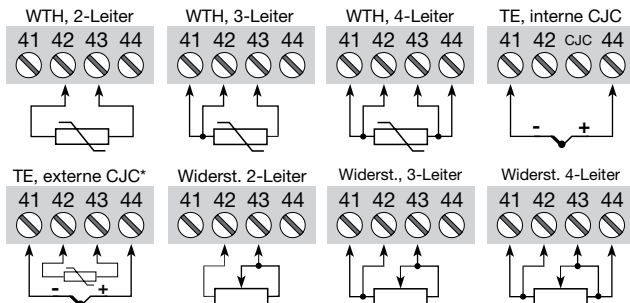 WTH, 2-Leiter
41 42 43 44
WTH, 3-Leiter
41 42 43 44
WTH, 4-Leiter
41 42 43 44
TE, interne CJC
41 42 CJC 44
- +
TE, externe CJC*
41 42 43 44
- +
Widerst. 2-Leiter
41 42 43 44
Widerst., 3-Leiter
41 42 43 44
Widerst. 4-Leiter
41 42 43 44